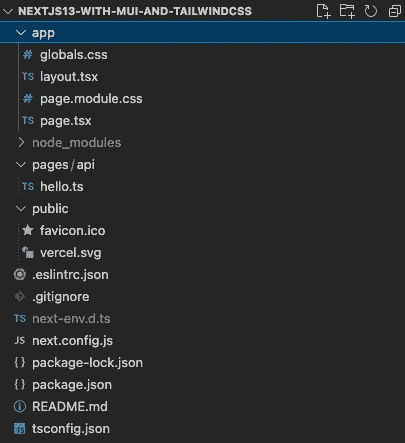 NEXTJS13-WITH-MUI-AND-TAILWINDCSS
app
# globals.css
TS layout.tsx
# page.module.css
TS page.tsx
node_modules
pages/api
TS hello.ts
public
favicon.ico
vercel.svg
.eslintrc.json
.gitignore
TS next-env.d.ts
JS next.config.js
{} package-lock.json
{} package.json
README.md
TS tsconfig.json